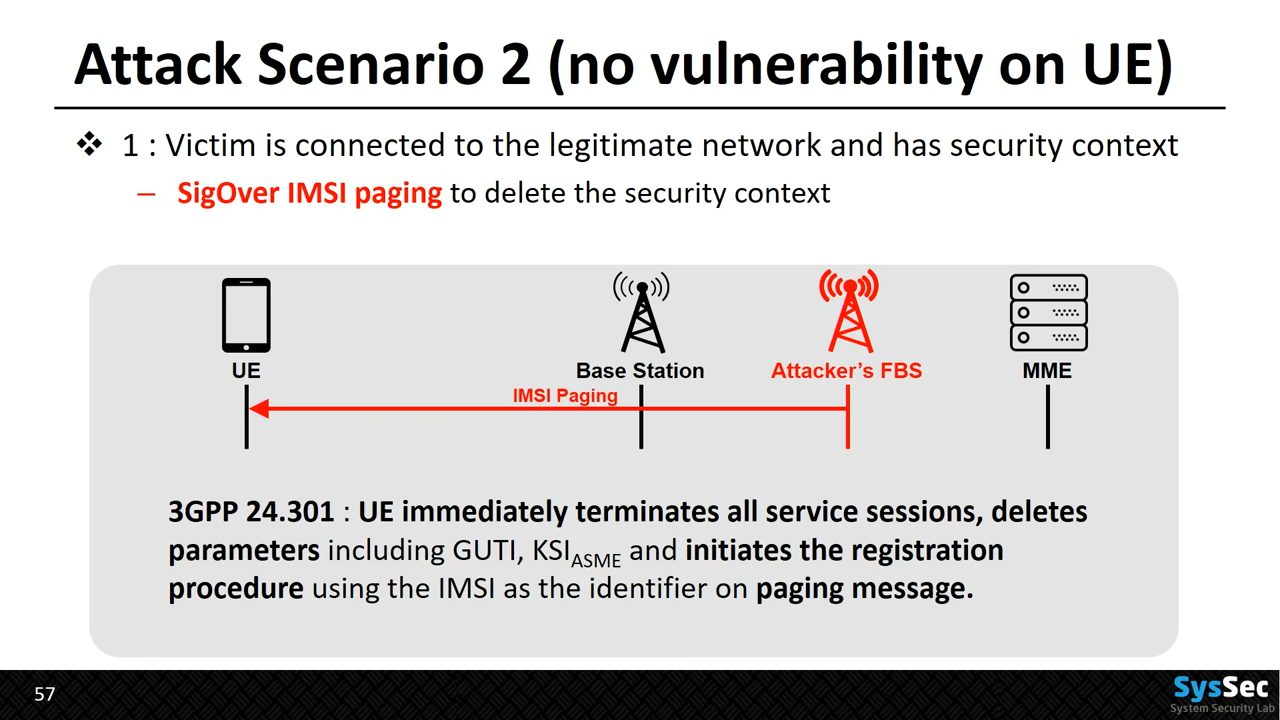 Attack Scenario 2 (no vulnerability on UE)
❖ 1 : Victim is connected to the legitimate network and has security context
– SigOver IMSI paging to delete the security context
UE
Base Station
Attacker's FBS
MME
IMSI Paging
3GPP 24.301 : UE immediately terminates all service sessions, deletes
parameters including GUTI, KSI_ASME and initiates the registration
procedure using the IMSI as the identifier on paging message.
57
SysSec
System Security Lab